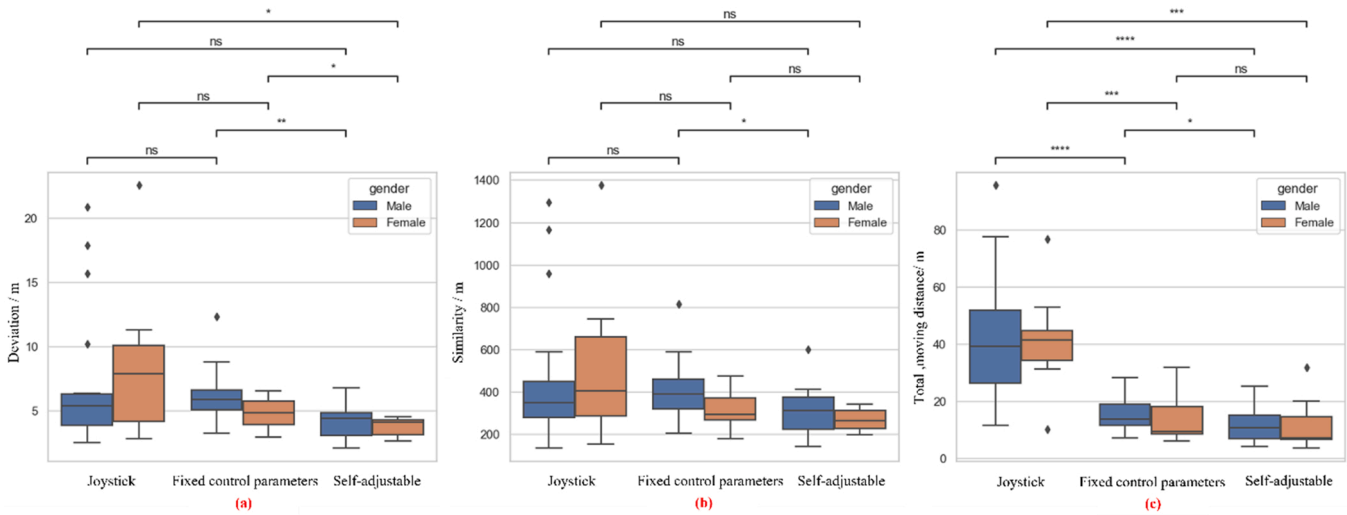 *
ns
*
ns
**
ns
gender
Male
Female
20
15
10
5
Deviation / m
Joystick
Fixed control parameters
Self-adjustable
(a)
ns
ns
ns
ns
*
ns
gender
Male
Female
1400
1200
1000
800
600
400
200
Similarity / m
Joystick
Fixed control parameters
Self-adjustable
(b)
***
****
ns
***
*
****
gender
Male
Female
80
60
40
20
0
Total ,moving distance/ m
Joystick
Fixed control parameters
Self-adjustable
(c)